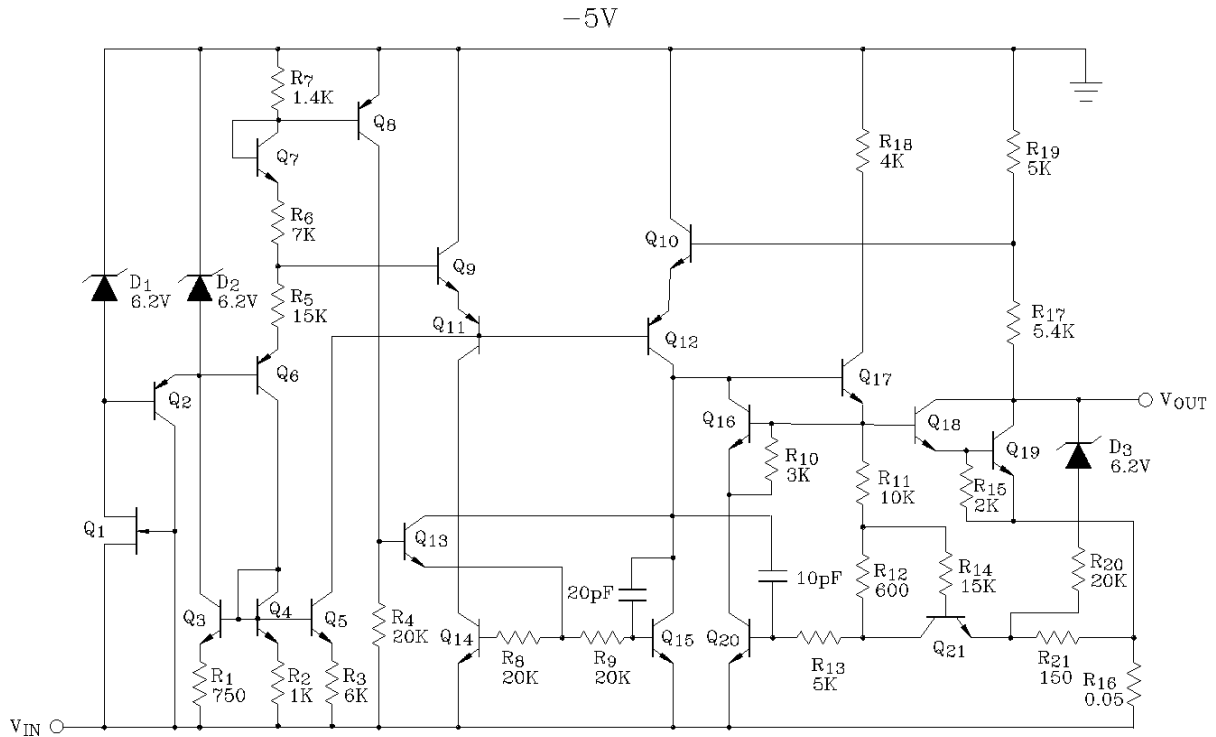 −5V
R7
1.4K
Q8
Q7
R18
4K
R19
5K
R6
7K
Q10
Q9
D1
6.2V
D2
6.2V
R5
15K
Q11
R17
5.4K
Q12
Q6
Q17
Q2
VOUT
Q16
Q18
R10
3K
Q19
D3
6.2V
R11
10K
R15
2K
Q1
Q13
R20
20K
20pF
10pF
R12
600
R14
15K
Q3
Q4
Q5
R4
20K
Q14
Q15
Q20
R8
20K
R9
20K
R13
5K
Q21
R21
150
R1
750
R2
1K
R3
6K
R16
0.05
VIN